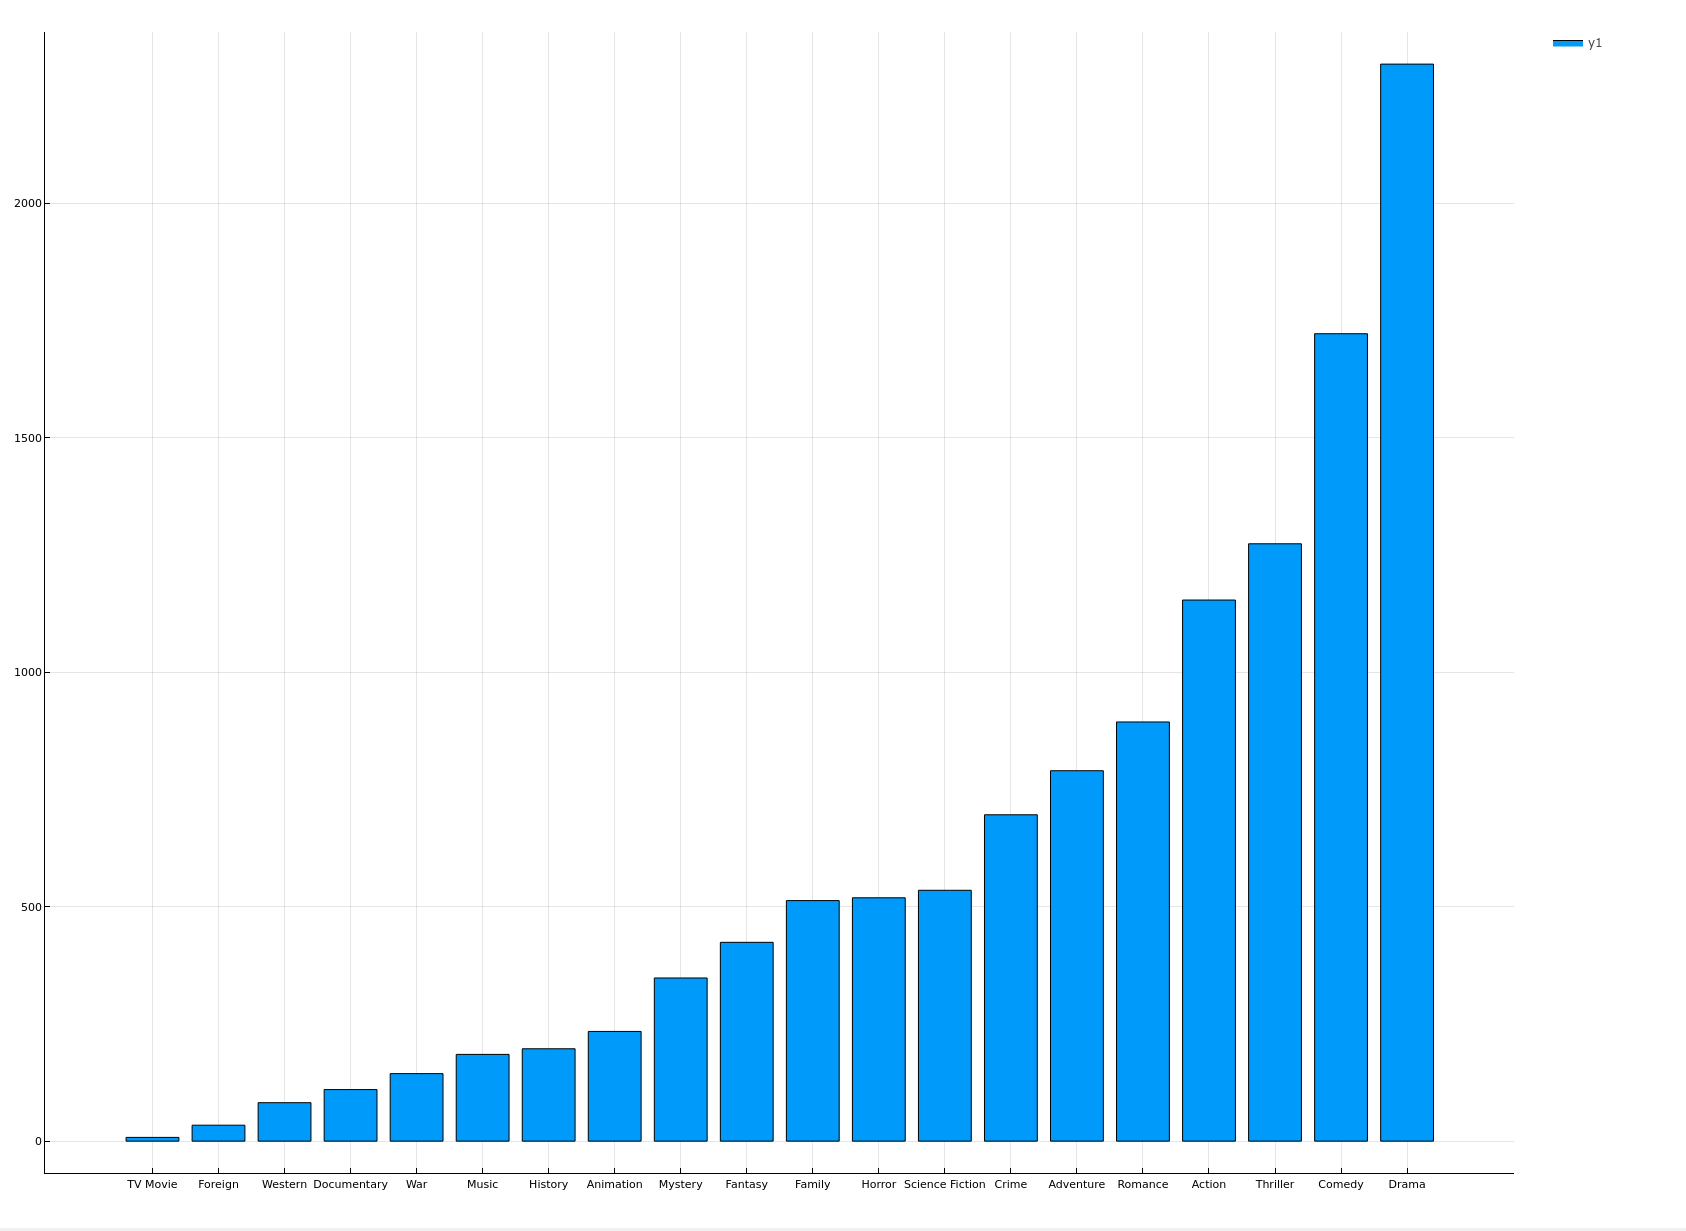 y1
2000
1500
1000
500
0
TV Movie Foreign Western Documentary War Music History Animation Mystery Fantasy Family Horror Science Fiction Crime Adventure Romance Action Thriller Comedy Drama